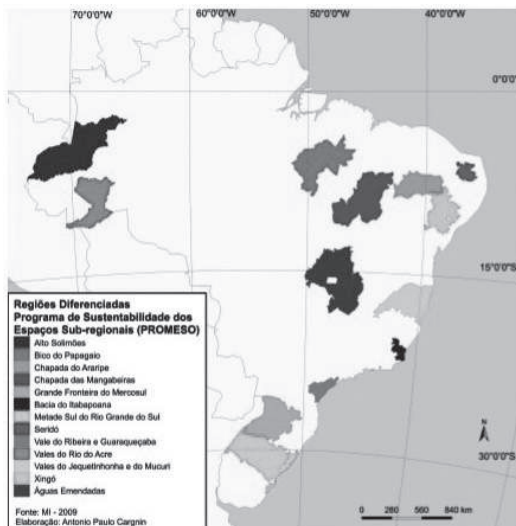 70°0'0"W
60°0'0"W
50°0'0"W
40°0'0"W
0°0'0"
15°0'0"S
30°0'0"S
Regiões Diferenciadas
Programa de Sustentabilidade dos
Espaços Sub-regionais (PROMESO)
Alto Solimões
Bico do Papagaio
Chapada do Araripe
Chapada das Mangabeiras
Grande Fronteira do Mercosul
Bacia do Itabapoana
Metade Sul do Rio Grande do Sul
Seridó
Vale do Ribeira e Guaraqueçaba
Vales do Rio do Acre
Vales do Jequetinhonha e do Mucuri
Xingó
Águas Emendadas
Fonte: MI - 2009
Elaboração: Antonio Paulo Cargnin
N
0 280 560 840 km